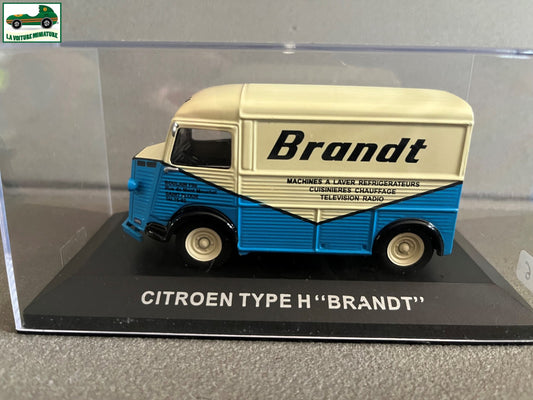 LA VOITURE MINIATURE
Brandt
MACHINES A LAVER REFRIGERATEURS
CUISINIERES CHAUFFAGE
TELEVISION RADIO
CITROEN TYPE H "BRANDT"